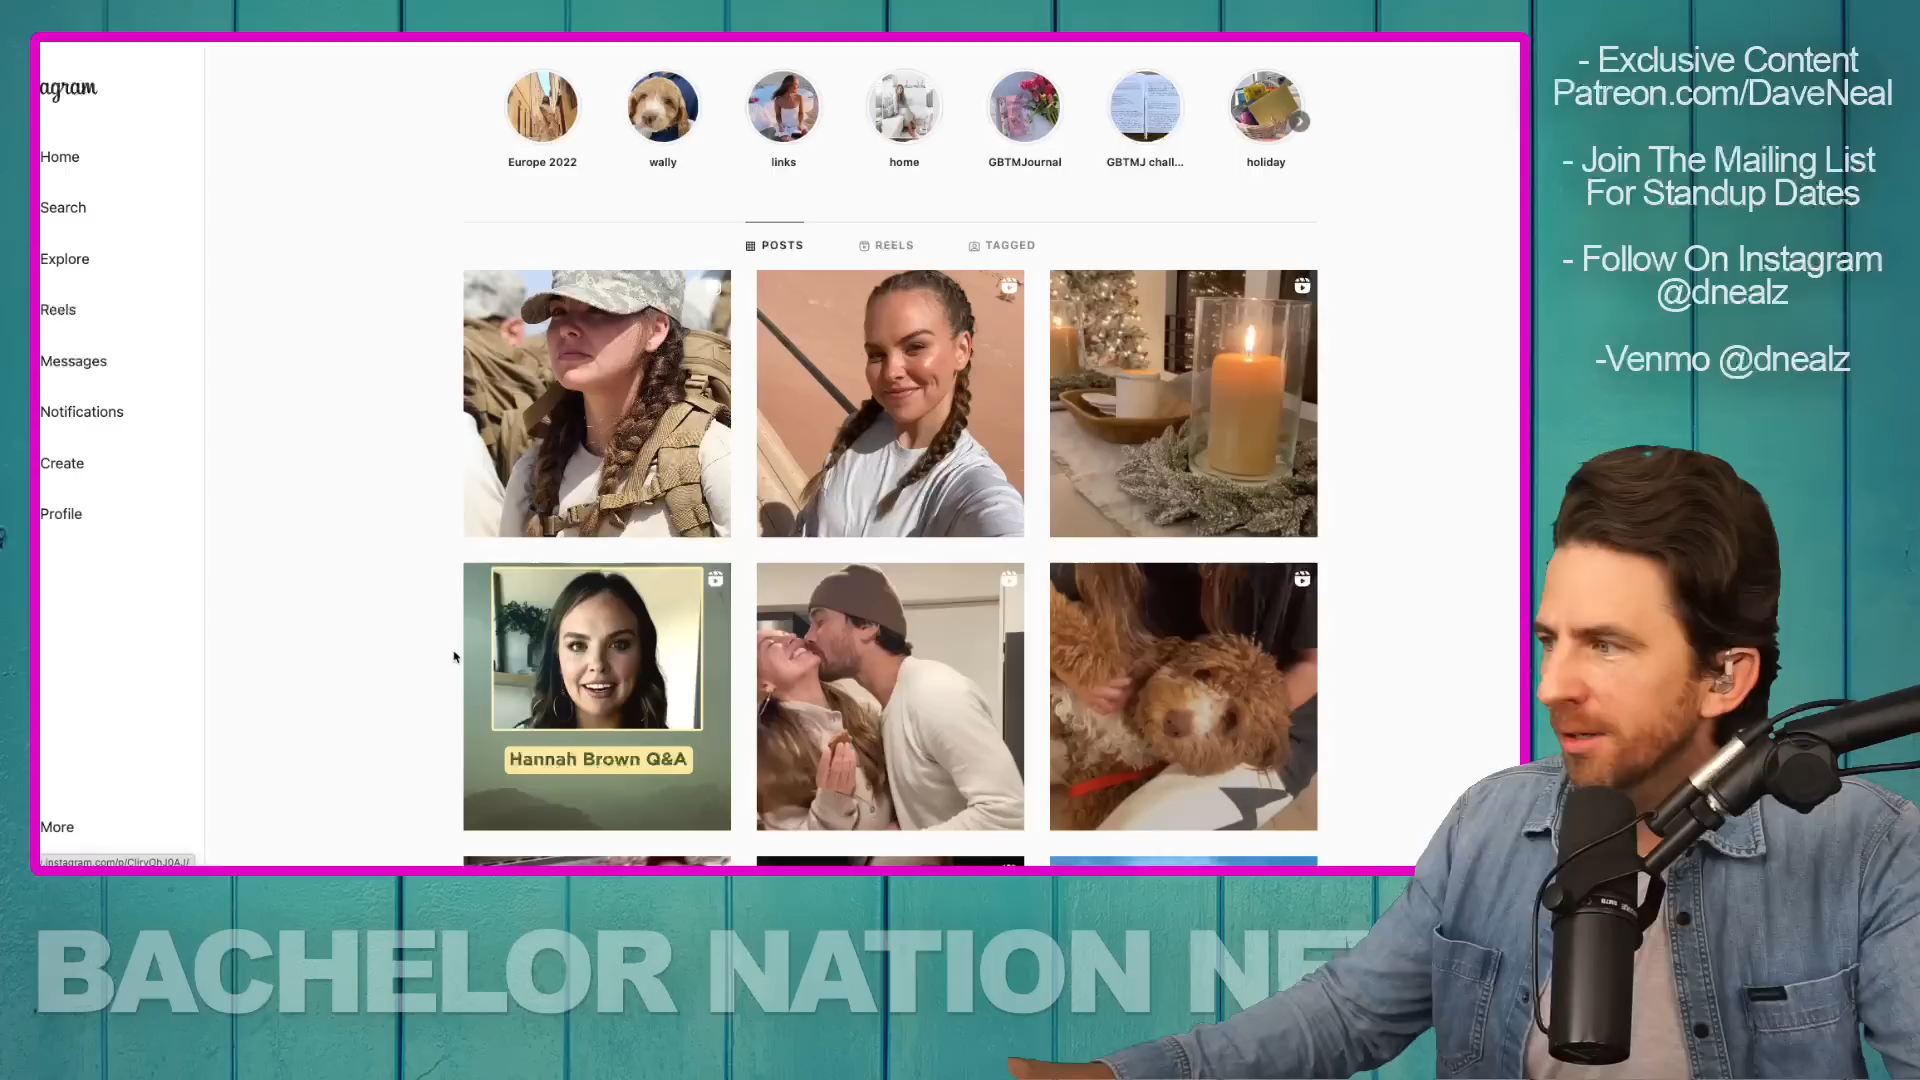 agram
Home
Search
Explore
Reels
Messages
Notifications
Create
Profile
More
Europe 2022
wally
links
home
GBTMJournal
GBTMJ chall...
holiday
POSTS
REELS
TAGGED
Hannah Brown Q&A
- Exclusive Content
Patreon.com/DaveNeal
- Join The Mailing List
For Standup Dates
- Follow On Instagram
@dnealz
-Venmo @dnealz
BACHELOR NATION NE